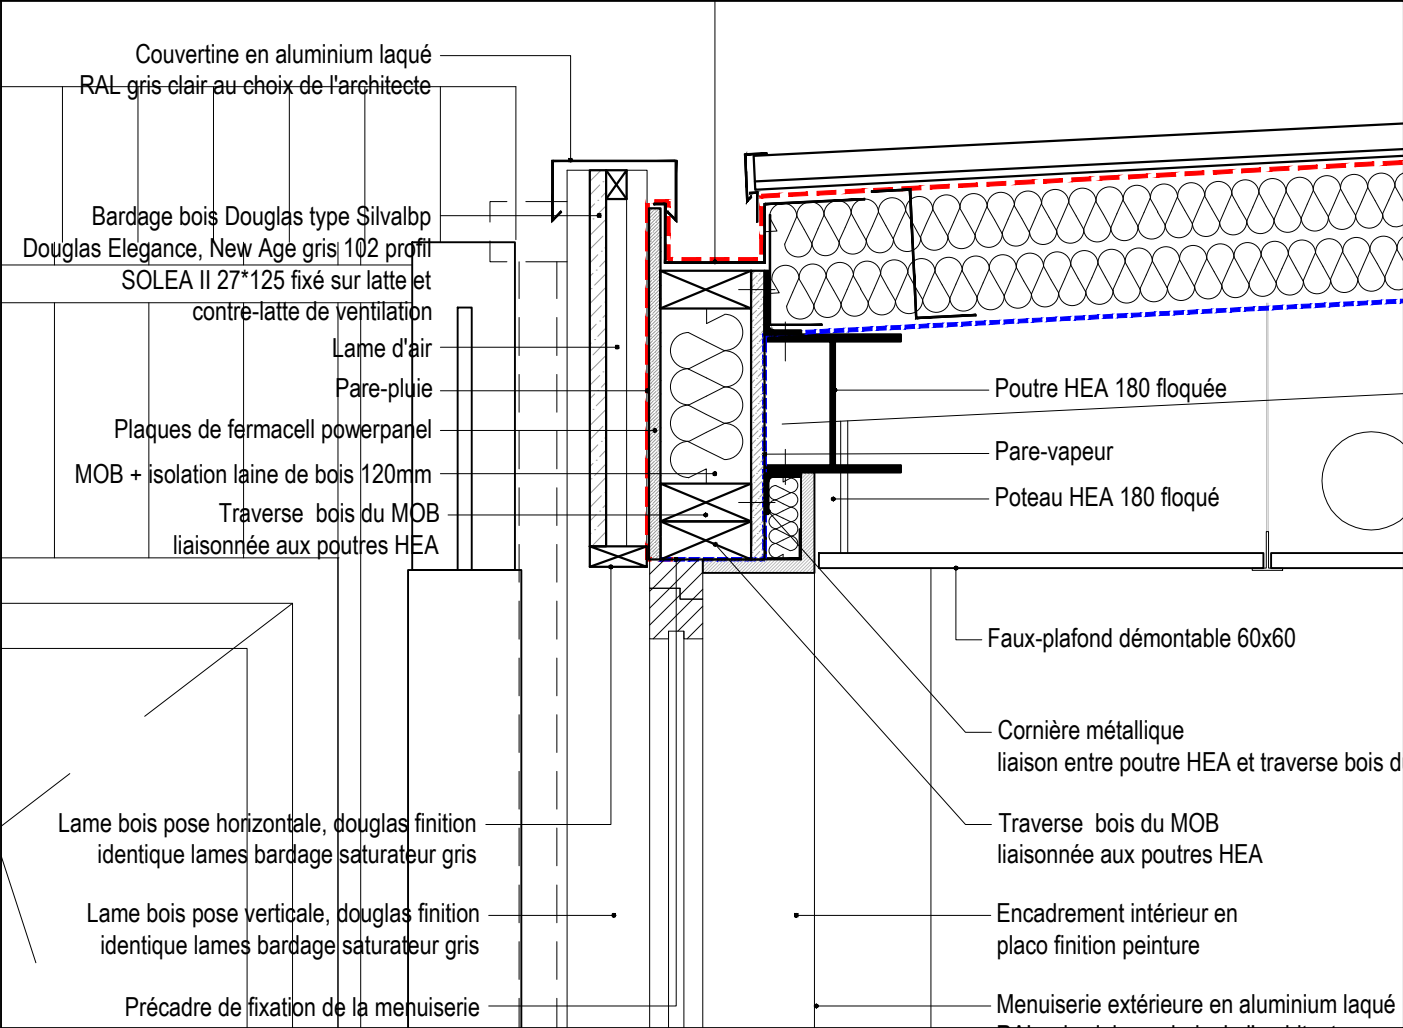 Couvertine en aluminium laqué
RAL gris clair au choix de l'architecte
Bardage bois Douglas type Silvalbp
Douglas Elegance, New Age gris 102 profil
SOLEA II 27*125 fixé sur latte et
contre-latte de ventilation
Lame d'air
Pare-pluie
Plaques de fermacell powerpanel
MOB + isolation laine de bois 120mm
Traverse bois du MOB
liaisonnée aux poutres HEA
Lame bois pose horizontale, douglas finition
identique lames bardage saturateur gris
Lame bois pose verticale, douglas finition
identique lames bardage saturateur gris
Précadre de fixation de la menuiserie
Poutre HEA 180 floquée
Pare-vapeur
Poteau HEA 180 floqué
Faux-plafond démontable 60x60
Cornière métallique
liaison entre poutre HEA et traverse bois
Traverse bois du MOB
liaisonnée aux poutres HEA
Encadrement intérieur en
placo finition peinture
Menuiserie extérieure en aluminium laqué